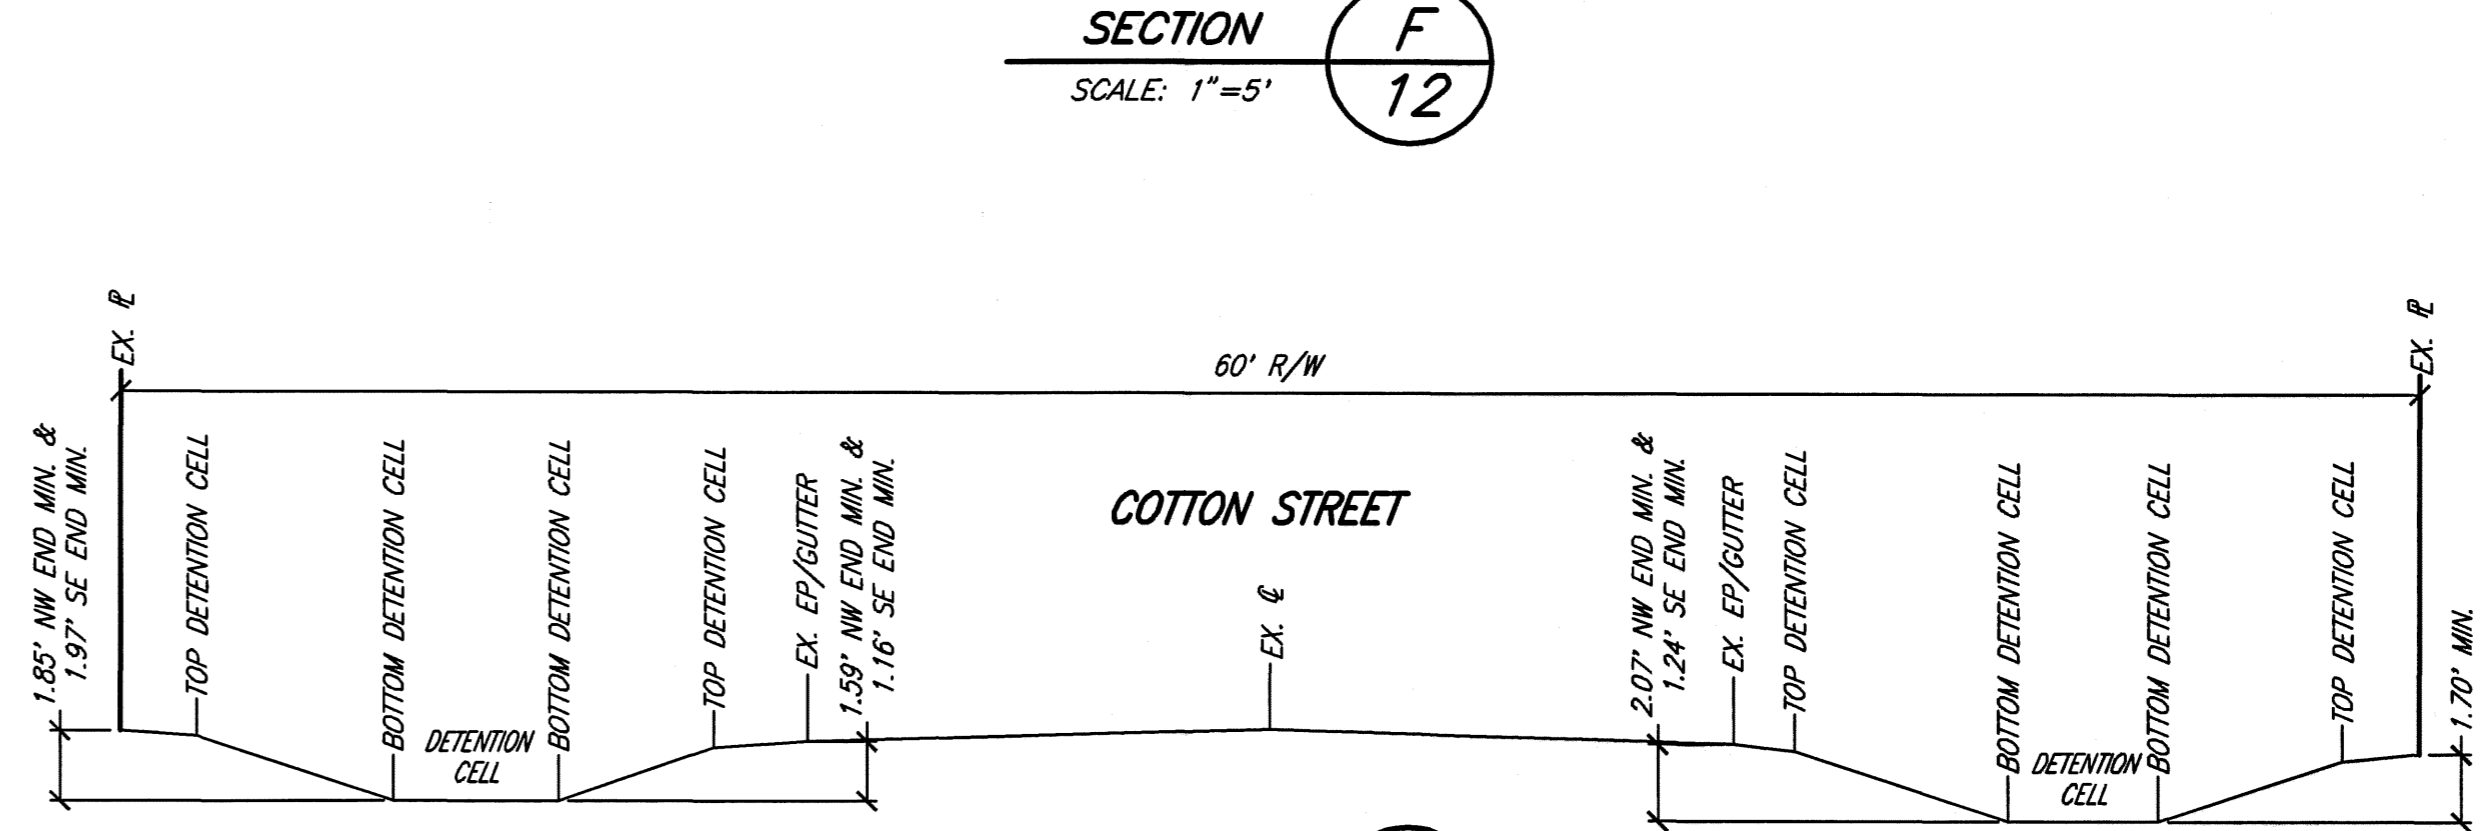 SECTION
F
SCALE: 1"=5'
12
EX. ⅊
EX. ⅊
60' R/W
1.85' NW END MIN. &
1.97' SE END MIN.
TOP DETENTION CELL
BOTTOM DETENTION CELL
DETENTION
CELL
BOTTOM DETENTION CELL
TOP DETENTION CELL
EX. EP/GUTTER
1.59' NW END MIN. &
1.16' SE END MIN.
COTTON STREET
EX. ℄
2.07' NW END MIN. &
1.24' SE END MIN.
EX. EP/GUTTER
TOP DETENTION CELL
BOTTOM DETENTION CELL
DETENTION
CELL
BOTTOM DETENTION CELL
TOP DETENTION CELL
1.70' MIN.